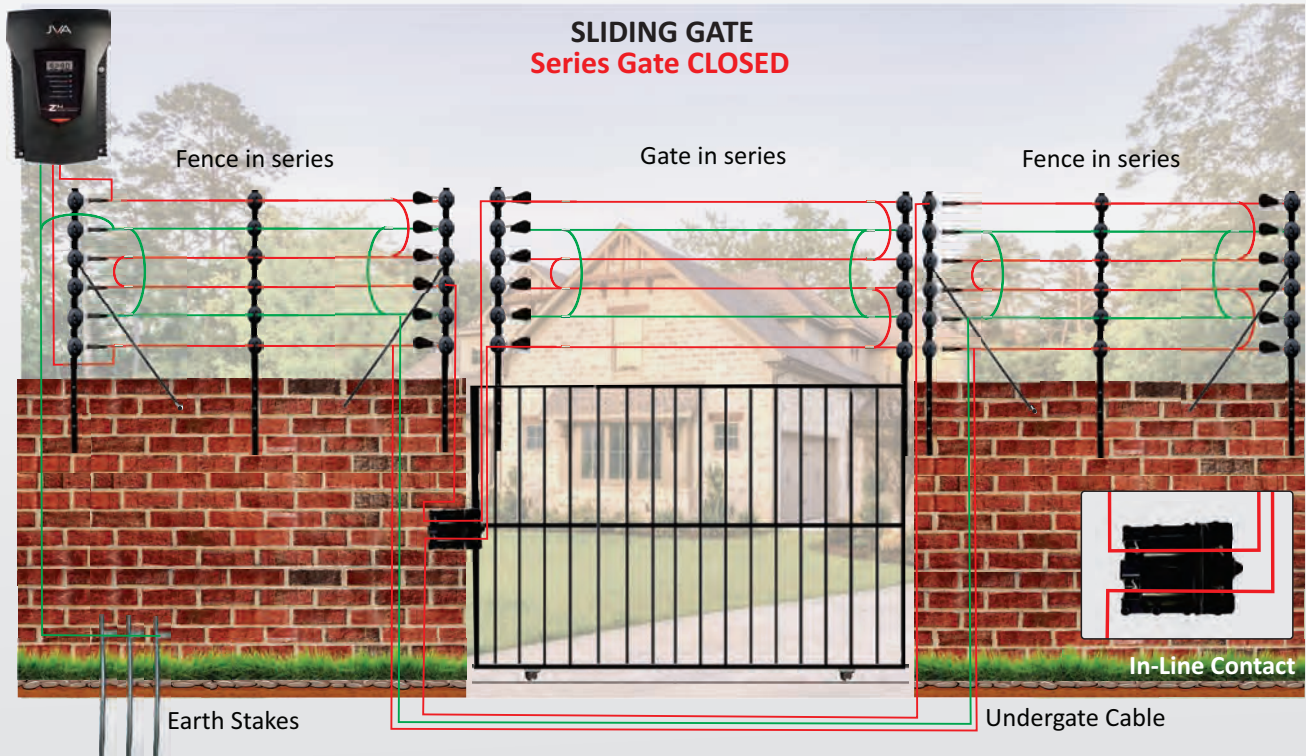 JVA
SLIDING GATE
Series Gate CLOSED
Fence in series
Gate in series
Fence in series
In-Line Contact
Earth Stakes
Undergate Cable